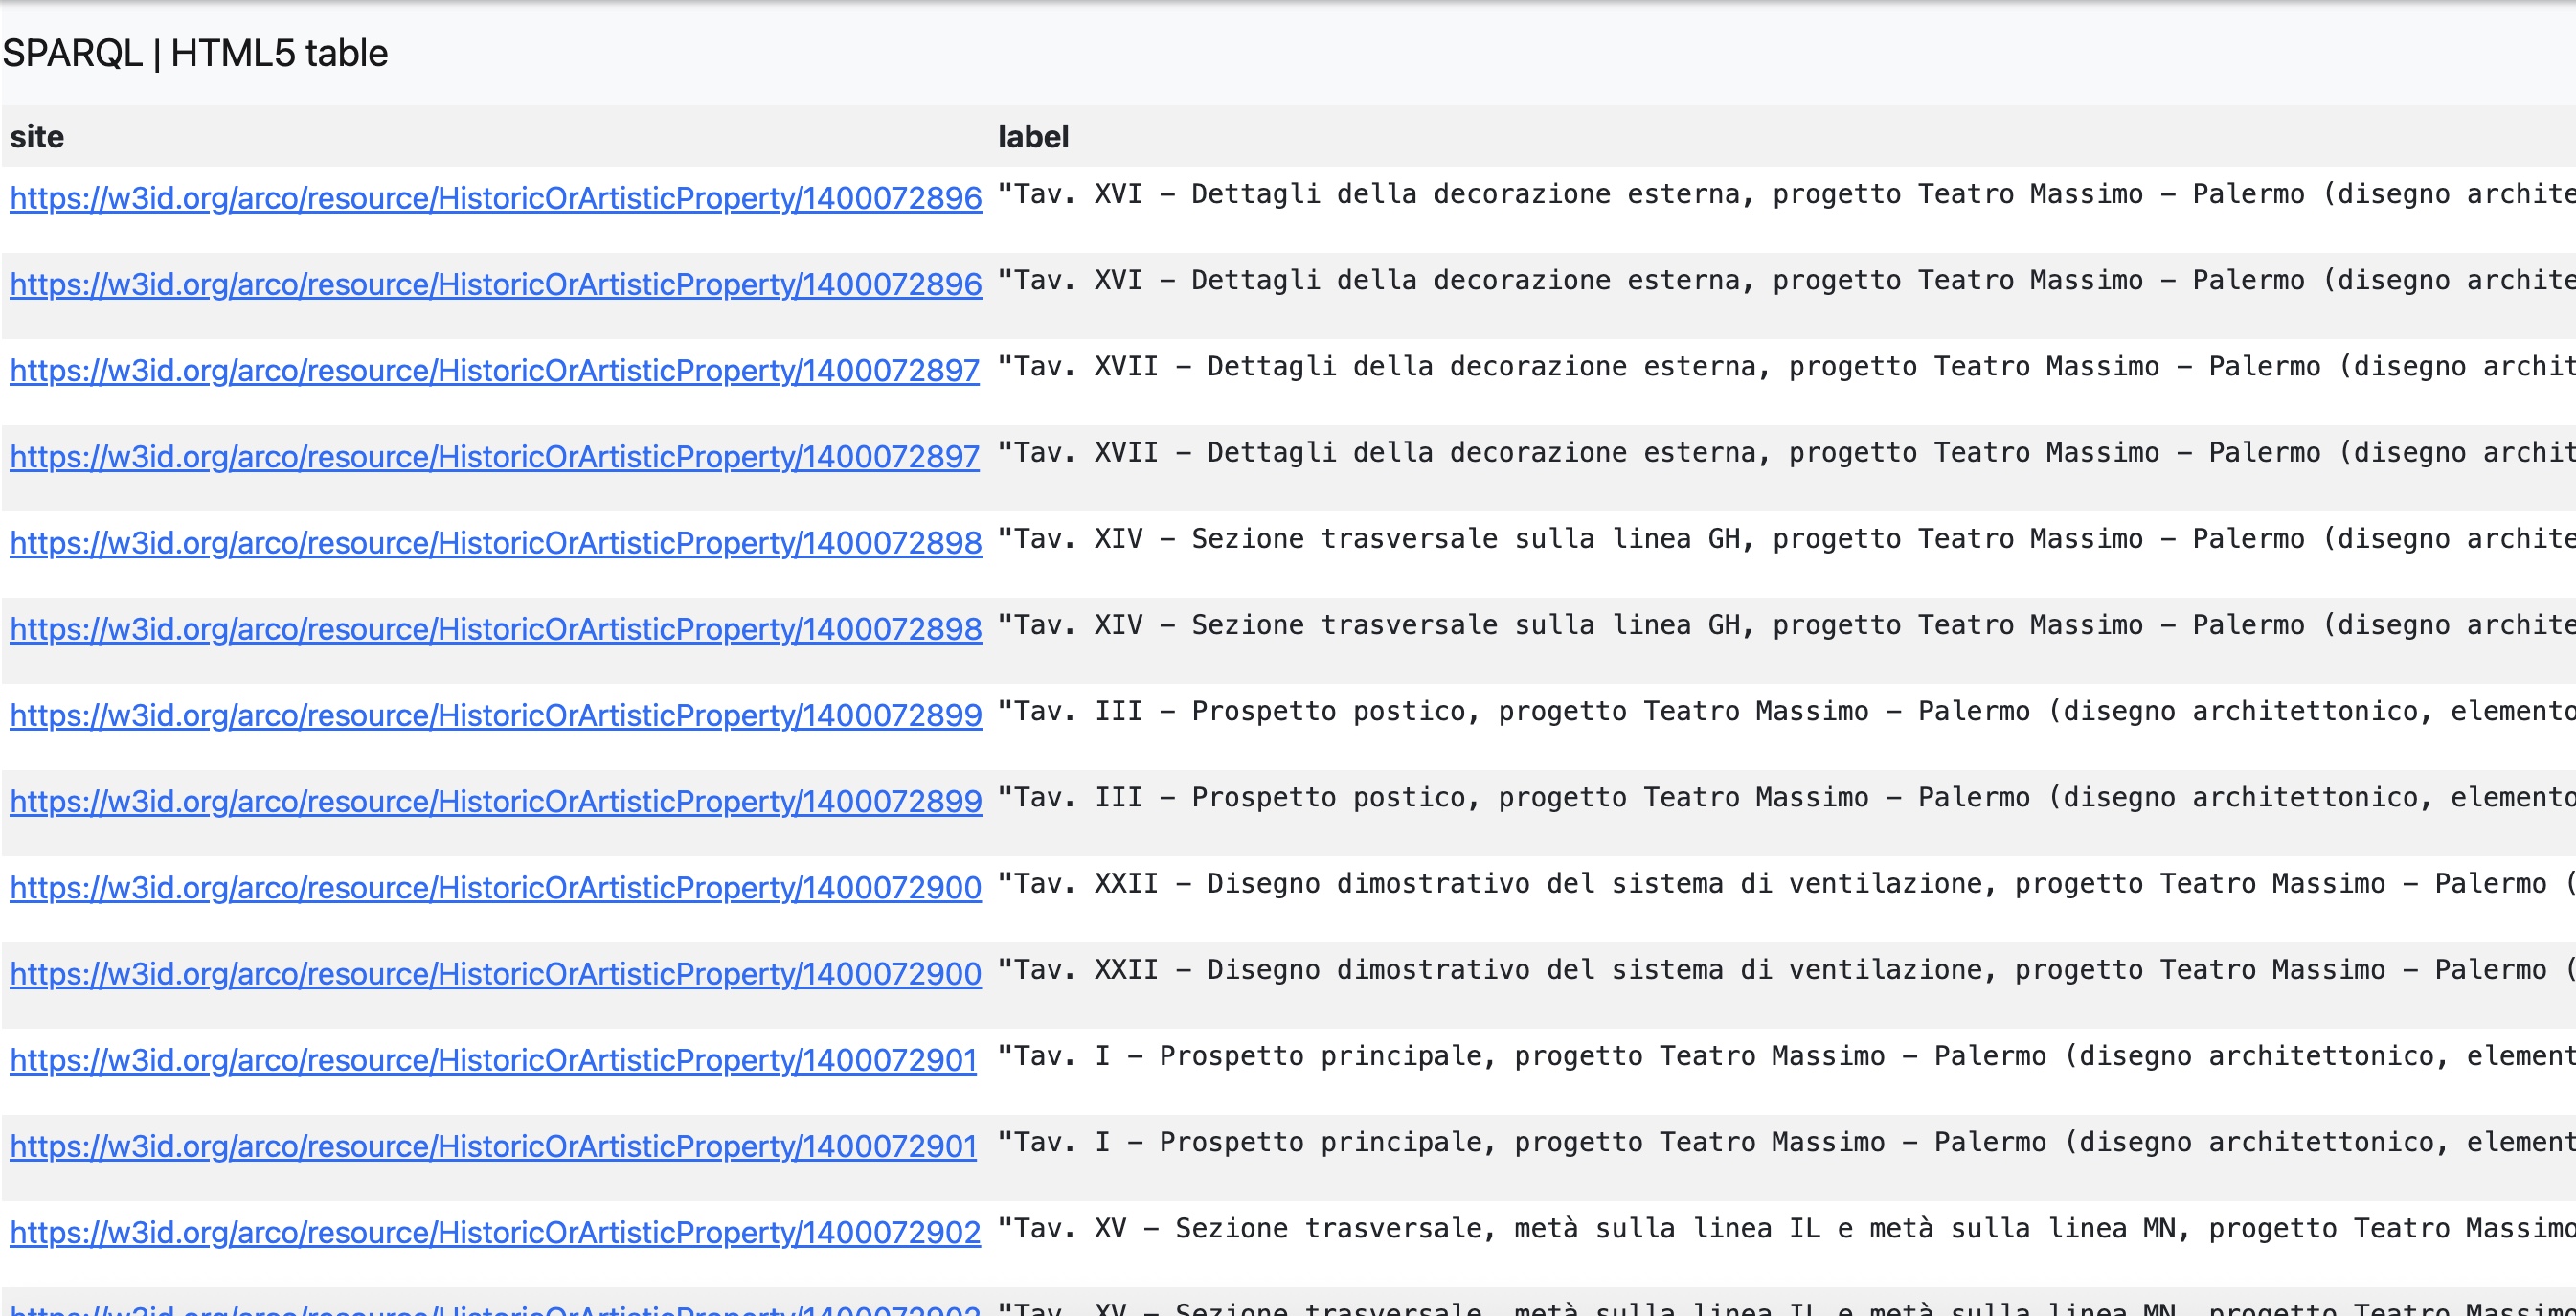 SPARQL | HTML5 table
site label
https://w3id.org/arco/resource/HistoricOrArtisticProperty/1400072896 "Tav. XVI – Dettagli della decorazione esterna, progetto Teatro Massimo – Palermo (disegno archite
https://w3id.org/arco/resource/HistoricOrArtisticProperty/1400072896 "Tav. XVI – Dettagli della decorazione esterna, progetto Teatro Massimo – Palermo (disegno archite
https://w3id.org/arco/resource/HistoricOrArtisticProperty/1400072897 "Tav. XVII – Dettagli della decorazione esterna, progetto Teatro Massimo – Palermo (disegno archit
https://w3id.org/arco/resource/HistoricOrArtisticProperty/1400072897 "Tav. XVII – Dettagli della decorazione esterna, progetto Teatro Massimo – Palermo (disegno archit
https://w3id.org/arco/resource/HistoricOrArtisticProperty/1400072898 "Tav. XIV – Sezione trasversale sulla linea GH, progetto Teatro Massimo – Palermo (disegno archite
https://w3id.org/arco/resource/HistoricOrArtisticProperty/1400072898 "Tav. XIV – Sezione trasversale sulla linea GH, progetto Teatro Massimo – Palermo (disegno archite
https://w3id.org/arco/resource/HistoricOrArtisticProperty/1400072899 "Tav. III – Prospetto postico, progetto Teatro Massimo – Palermo (disegno architettonico, elemento
https://w3id.org/arco/resource/HistoricOrArtisticProperty/1400072899 "Tav. III – Prospetto postico, progetto Teatro Massimo – Palermo (disegno architettonico, elemento
https://w3id.org/arco/resource/HistoricOrArtisticProperty/1400072900 "Tav. XXII – Disegno dimostrativo del sistema di ventilazione, progetto Teatro Massimo – Palermo (
https://w3id.org/arco/resource/HistoricOrArtisticProperty/1400072900 "Tav. XXII – Disegno dimostrativo del sistema di ventilazione, progetto Teatro Massimo – Palermo (
https://w3id.org/arco/resource/HistoricOrArtisticProperty/1400072901 "Tav. I – Prospetto principale, progetto Teatro Massimo – Palermo (disegno architettonico, element
https://w3id.org/arco/resource/HistoricOrArtisticProperty/1400072901 "Tav. I – Prospetto principale, progetto Teatro Massimo – Palermo (disegno architettonico, element
https://w3id.org/arco/resource/HistoricOrArtisticProperty/1400072902 "Tav. XV – Sezione trasversale, metà sulla linea IL e metà sulla linea MN, progetto Teatro Massimo
https://w3id.org/arco/resource/HistoricOrArtisticProperty/1400072902 "Tav. XV – Sezione trasversale, metà sulla linea IL e metà sulla linea MN, progetto Teatro Massimo